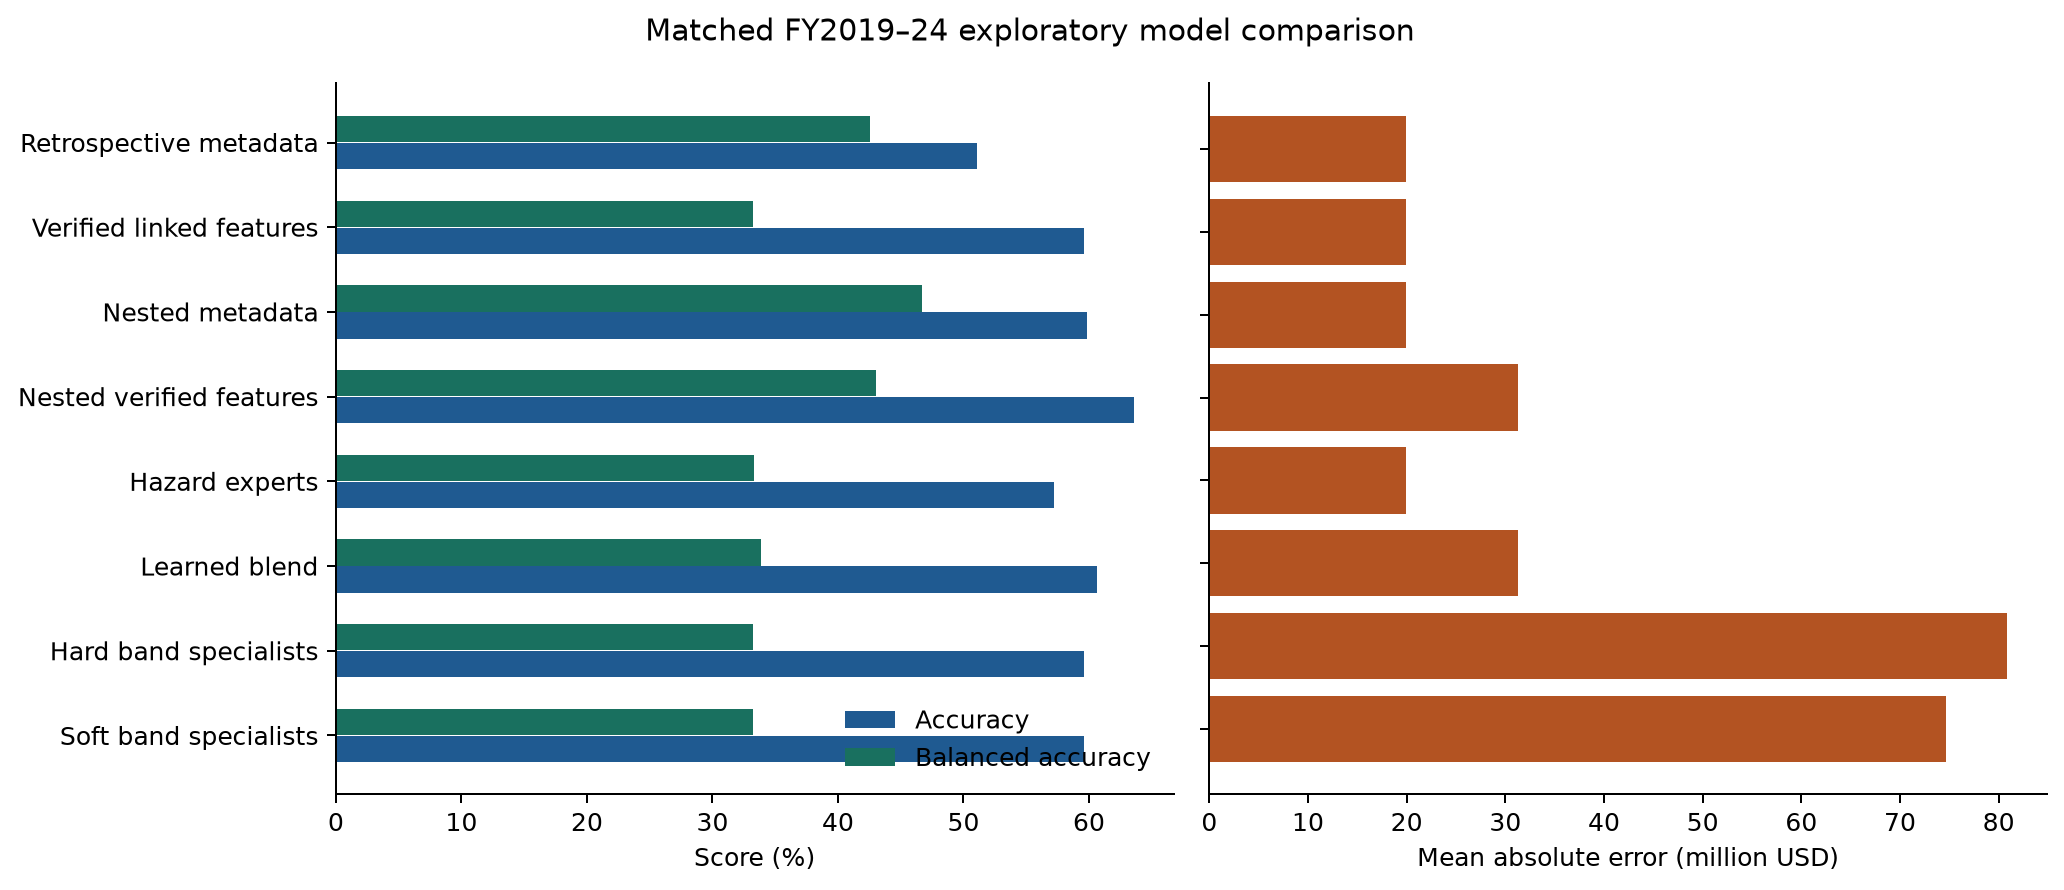 Matched FY2019–24 exploratory model comparison
Retrospective metadata
Verified linked features
Nested metadata
Nested verified features
Hazard experts
Learned blend
Hard band specialists
Soft band specialists
Accuracy
Balanced accuracy
0 10 20 30 40 50 60
Score (%)
0 10 20 30 40 50 60 70 80
Mean absolute error (million USD)